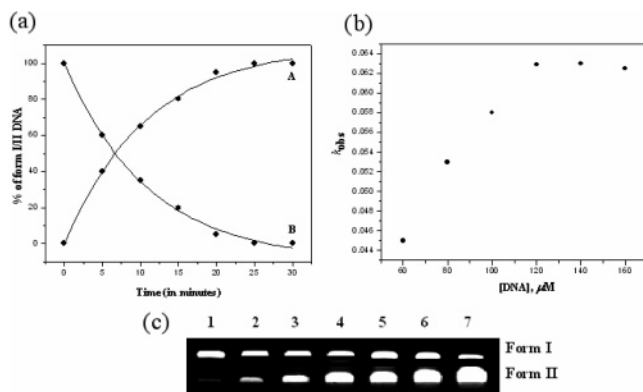 (a)
(b)
% of form I/II DNA
100
80
60
40
20
0
A
B
0 5 10 15 20 25 30
Time (in minutes)
kobs
0.064
0.062
0.060
0.058
0.056
0.054
0.052
0.050
0.048
0.046
0.044
60 80 100 120 140 160
[DNA], μM
(c)
1 2 3 4 5 6 7
Form I
Form II